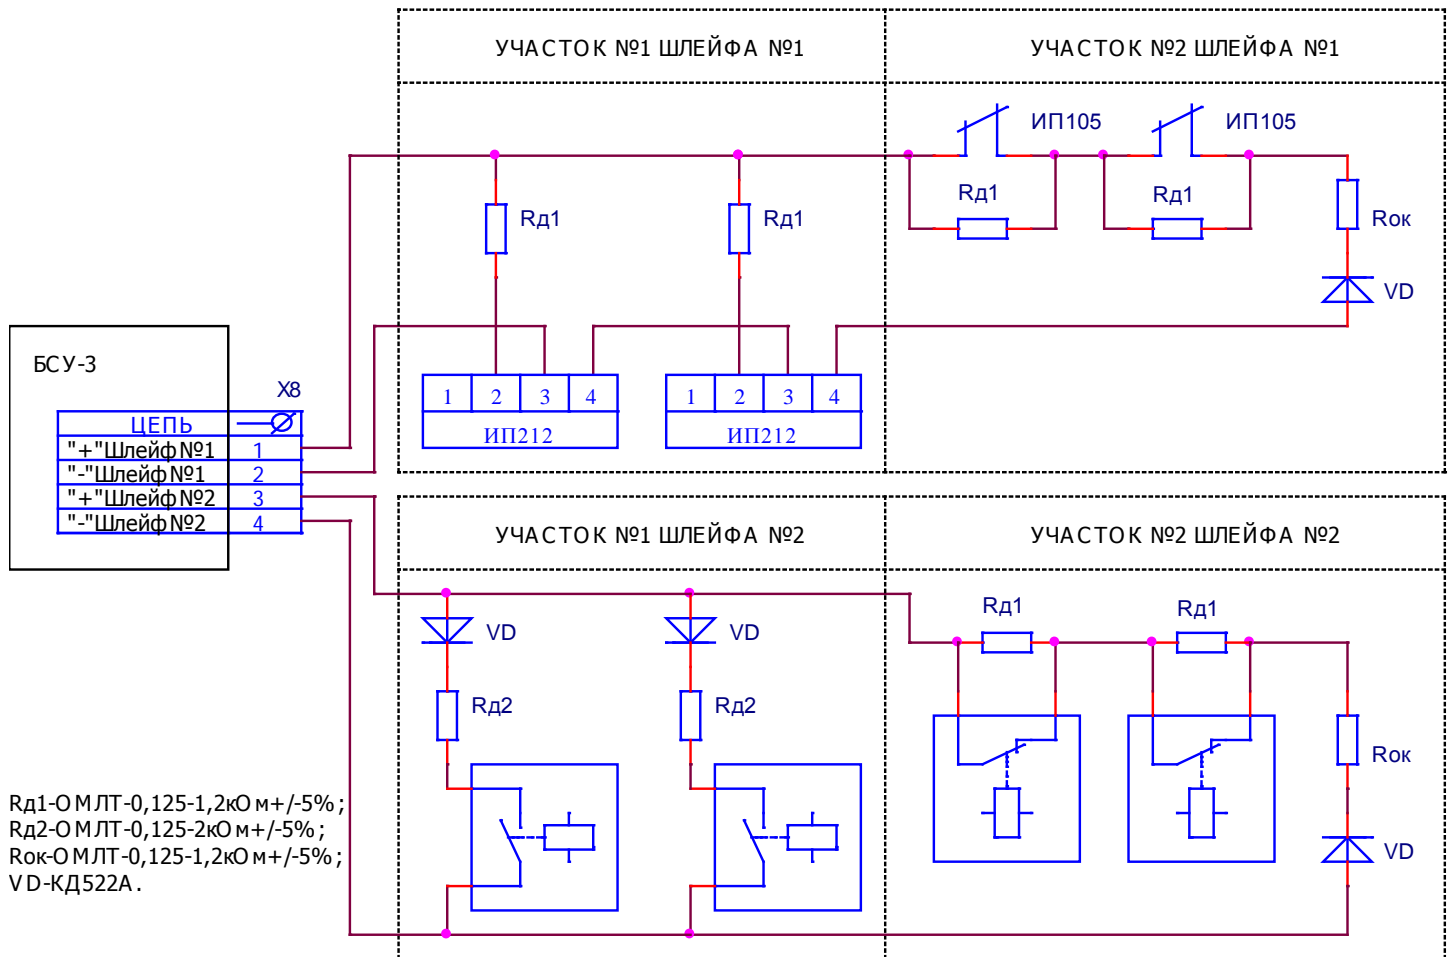 УЧАСТОК №1 ШЛЕЙФА №1
УЧАСТОК №2 ШЛЕЙФА №1
ИП105
ИП105
Rд1
Rд1
Rд1
Rд1
Rок
VD
БСУ-3
X8
ЦЕПЬ
"+"Шлейф№1 1
"-"Шлейф№1 2
"+"Шлейф№2 3
"-"Шлейф№2 4
1 2 3 4
ИП212
1 2 3 4
ИП212
УЧАСТОК №1 ШЛЕЙФА №2
УЧАСТОК №2 ШЛЕЙФА №2
VD
VD
Rд1
Rд1
Rд2
Rд2
Rок
VD
Rд1-ОМЛТ-0,125-1,2кОм+/-5%;
Rд2-ОМЛТ-0,125-2кОм+/-5%;
Rок-ОМЛТ-0,125-1,2кОм+/-5%;
VD-КД522А.